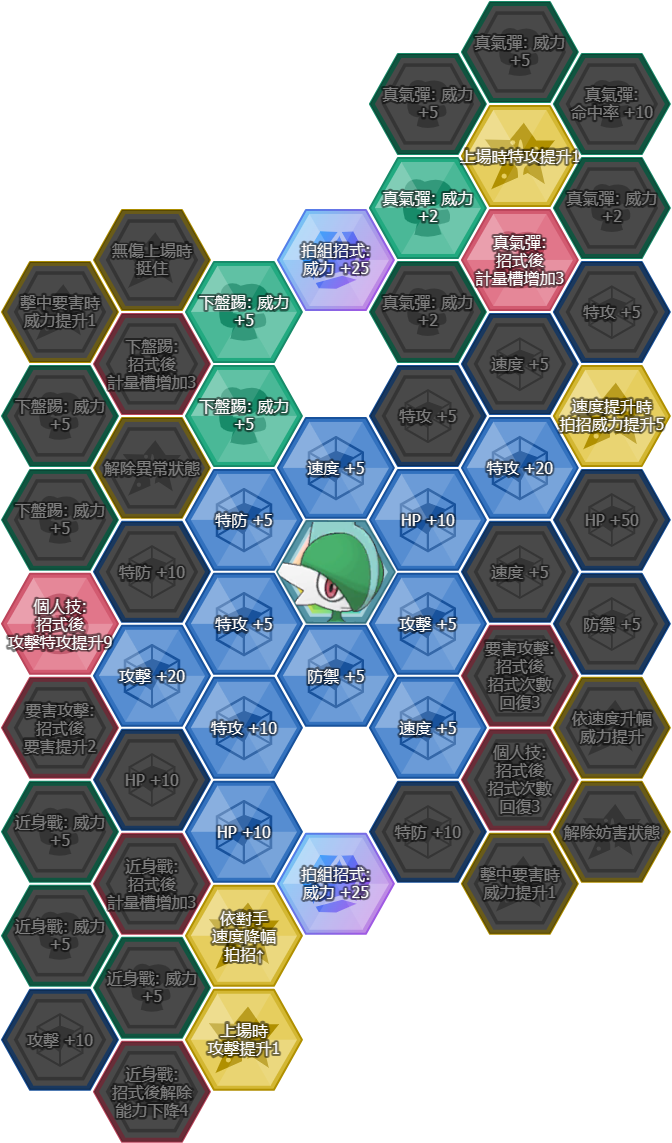 真氣彈: 威力
+5
真氣彈: 威力
+5
真氣彈:
命中率 +10
上場時特攻提升1
真氣彈: 威力
+2
真氣彈: 威力
+2
無傷上場時
挺住
拍組招式:
威力 +25
真氣彈:
招式後
計量槽增加3
擊中要害時
威力提升1
下盤踢: 威力
+5
真氣彈: 威力
+2
特攻 +5
下盤踢:
招式後
計量槽增加3
速度 +5
下盤踢: 威力
+5
下盤踢: 威力
+5
特攻 +5
速度提升時
拍招威力提升5
解除異常狀態
速度 +5
特攻 +20
下盤踢: 威力
+5
特防 +5
HP +10
HP +50
特防 +10
速度 +5
個人技:
招式後
攻擊特攻提升9
特攻 +5
攻擊 +5
防禦 +5
攻擊 +20
防禦 +5
要害攻擊:
招式後
招式次數
回復3
要害攻擊:
招式後
要害提升2
特攻 +10
速度 +5
依速度升幅
威力提升
HP +10
個人技:
招式後
招式次數
回復3
近身戰: 威力
+5
HP +10
特防 +10
解除妨害狀態
近身戰:
招式後
計量槽增加3
拍組招式:
威力 +25
擊中要害時
威力提升1
近身戰: 威力
+5
依對手
速度降幅
拍招↑
近身戰: 威力
+5
攻擊 +10
上場時
攻擊提升1
近身戰:
招式後解除
能力下降4